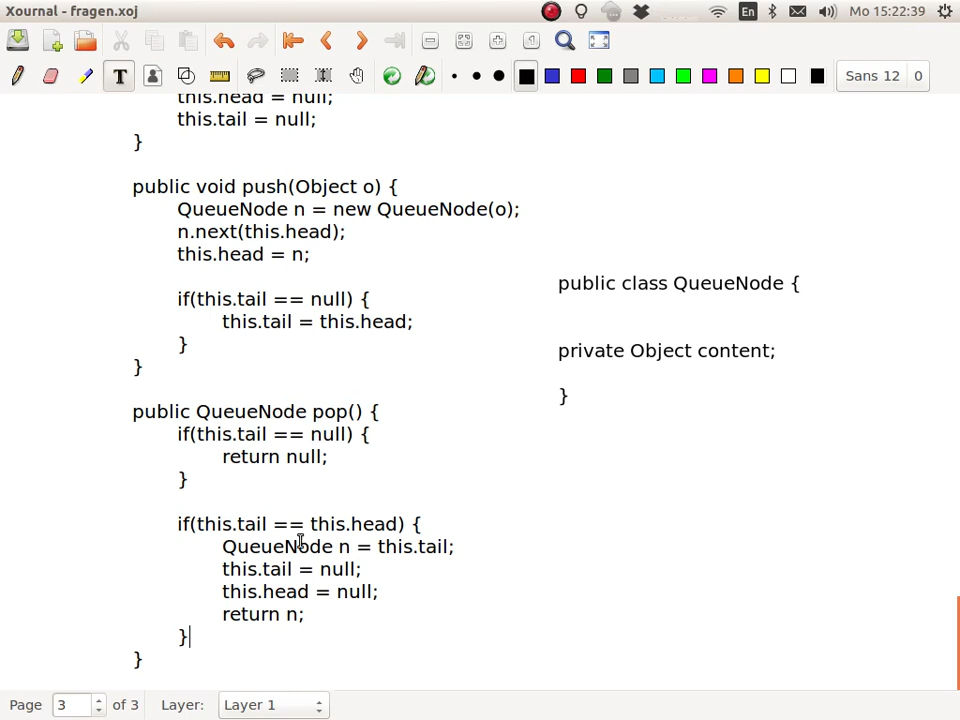 Xournal - fragen.xoj
En
Mo 15:22:39
T
Sans 12
0
this.head = null;
this.tail = null;
}
public void push(Object o) {
QueueNode n = new QueueNode(o);
n.next(this.head);
this.head = n;
if(this.tail == null) {
this.tail = this.head;
}
}
public QueueNode pop() {
if(this.tail == null) {
return null;
}
if(this.tail == this.head) {
QueueNode n = this.tail;
this.tail = null;
this.head = null;
return n;
}
}
public class QueueNode {
private Object content;
}
Page
3
of 3
Layer:
Layer 1